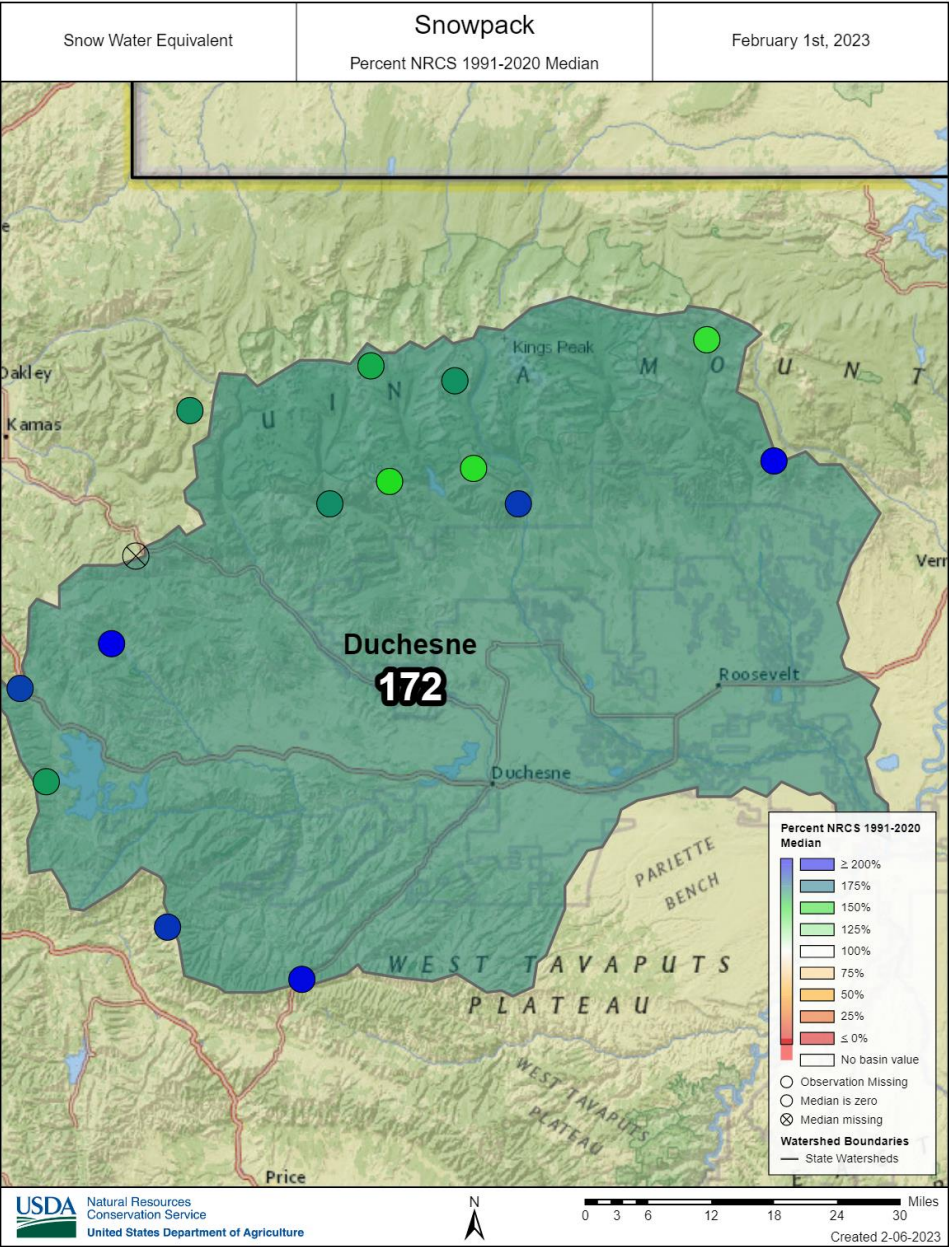 Snow Water Equivalent
Snowpack
Percent NRCS 1991-2020 Median
February 1st, 2023
e
Oakley
Kamas
Kings Peak
U I N A M O U N T
Vern
Duchesne
172
Roosevelt
Duchesne
PARIETTE
BENCH
WEST TAVAPUTS
PLATEAU
WEST TAVAPUTS
PLATEAU
Price
Percent NRCS 1991-2020
Median
≥ 200%
175%
150%
125%
100%
75%
50%
25%
≤ 0%
No basin value
Observation Missing
Median is zero
Median missing
Watershed Boundaries
State Watersheds
USDA
Natural Resources
Conservation Service
United States Department of Agriculture
N
0 3 6 12 18 24 30
Miles
Created 2-06-2023